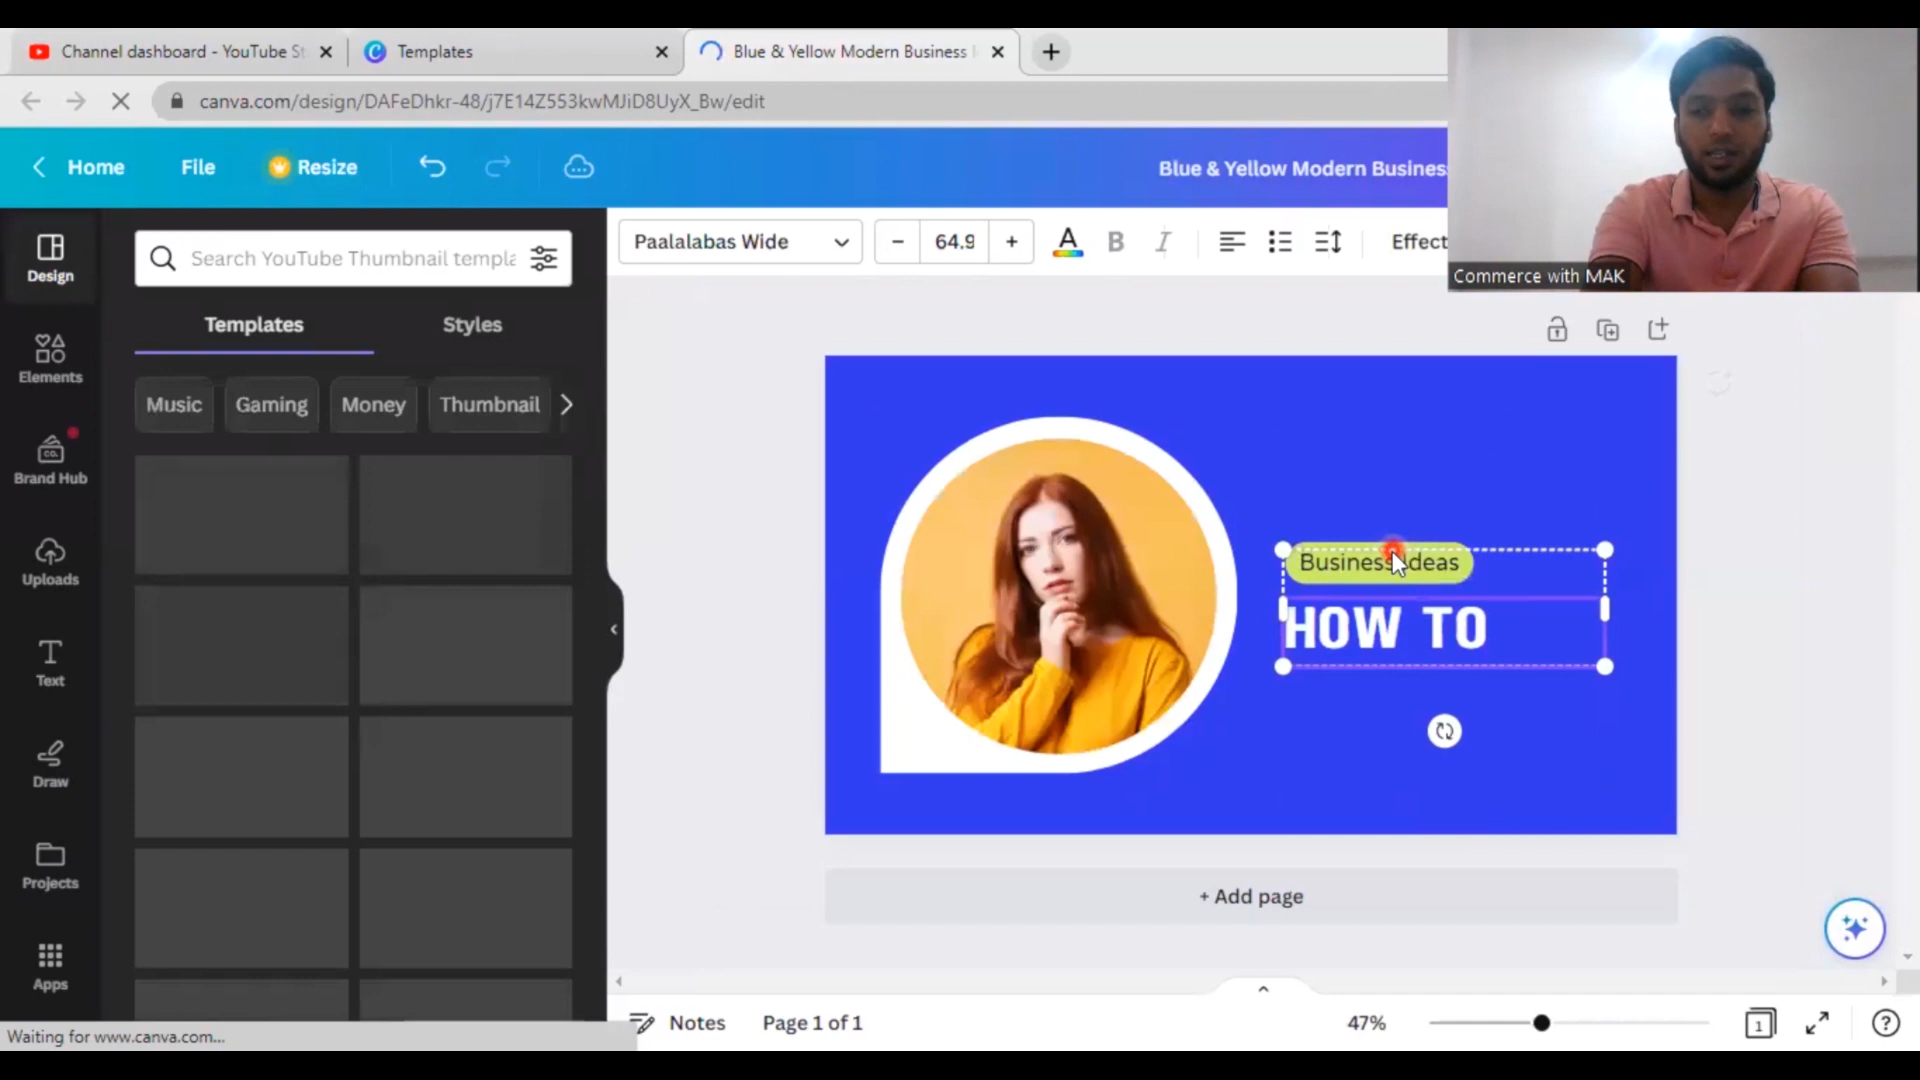 Channel dashboard - YouTube St
Templates
Blue & Yellow Modern Business I
canva.com/design/DAFeDhkr-48/j7E14Z553kwMJiD8UyX_Bw/edit
Home
File
Resize
Blue & Yellow Modern Business
Commerce with MAK
Design
Elements
Brand Hub
CO.
Uploads
Text
Draw
Projects
Apps
Search YouTube Thumbnail templa
Templates
Styles
Music
Gaming
Money
Thumbnail
Paalalabas Wide
64.9
A
B
I
Effect
Business Ideas
HOW TO
+ Add page
Notes
Page 1 of 1
47%
1
?
Waiting for www.canva.com...